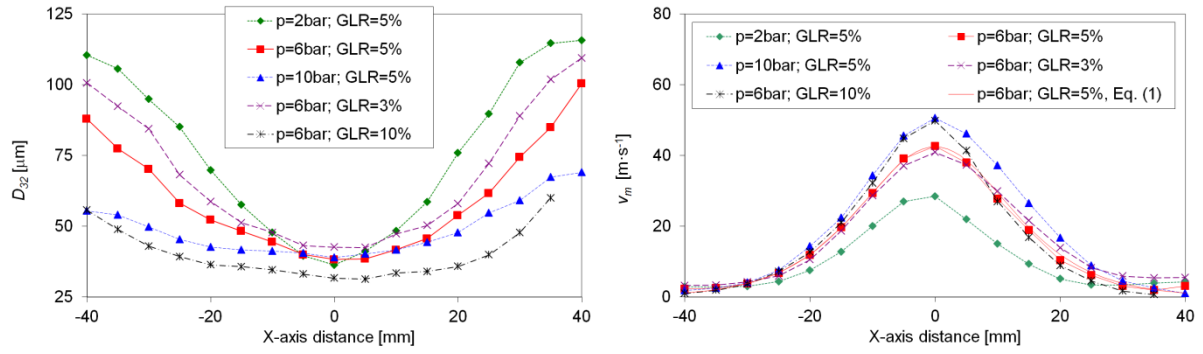 125
100
75
50
25
D32 [µm]
p=2bar; GLR=5%
p=6bar; GLR=5%
p=10bar; GLR=5%
p=6bar; GLR=3%
p=6bar; GLR=10%
-40 -20 0 20 40
X-axis distance [mm]
80
60
40
20
0
vm [m·s-1]
p=2bar; GLR=5% p=6bar; GLR=5%
p=10bar; GLR=5% p=6bar; GLR=3%
p=6bar; GLR=10% p=6bar; GLR=5%, Eq. (1)
-40 -20 0 20 40
X-axis distance [mm]